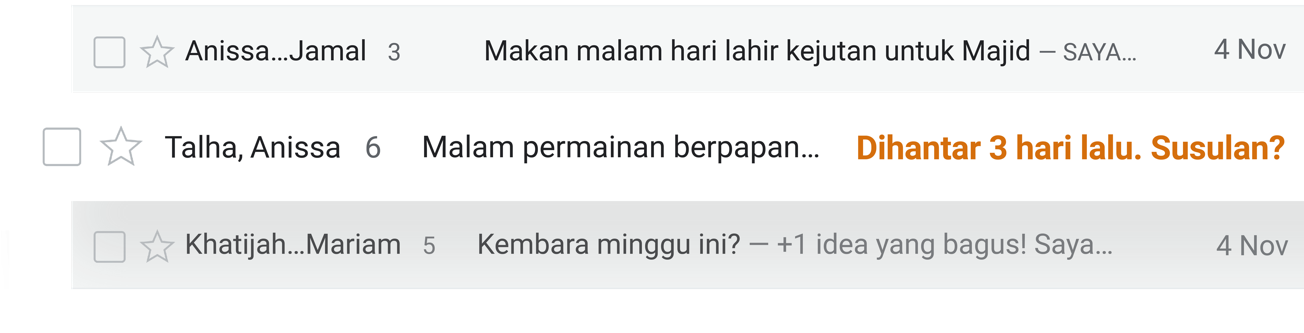 Anissa...Jamal 3 Makan malam hari lahir kejutan untuk Majid – SAYA... 4 Nov
Talha, Anissa 6 Malam permainan berpapan... Dihantar 3 hari lalu. Susulan?
Khatijah...Mariam 5 Kembara minggu ini? – +1 idea yang bagus! Saya... 4 Nov